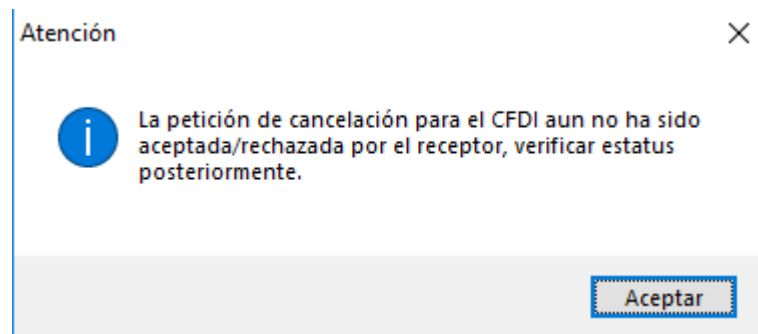 Atención
La petición de cancelación para el CFDI aun no ha sido
aceptada/rechazada por el receptor, verificar estatus
posteriormente.
Aceptar